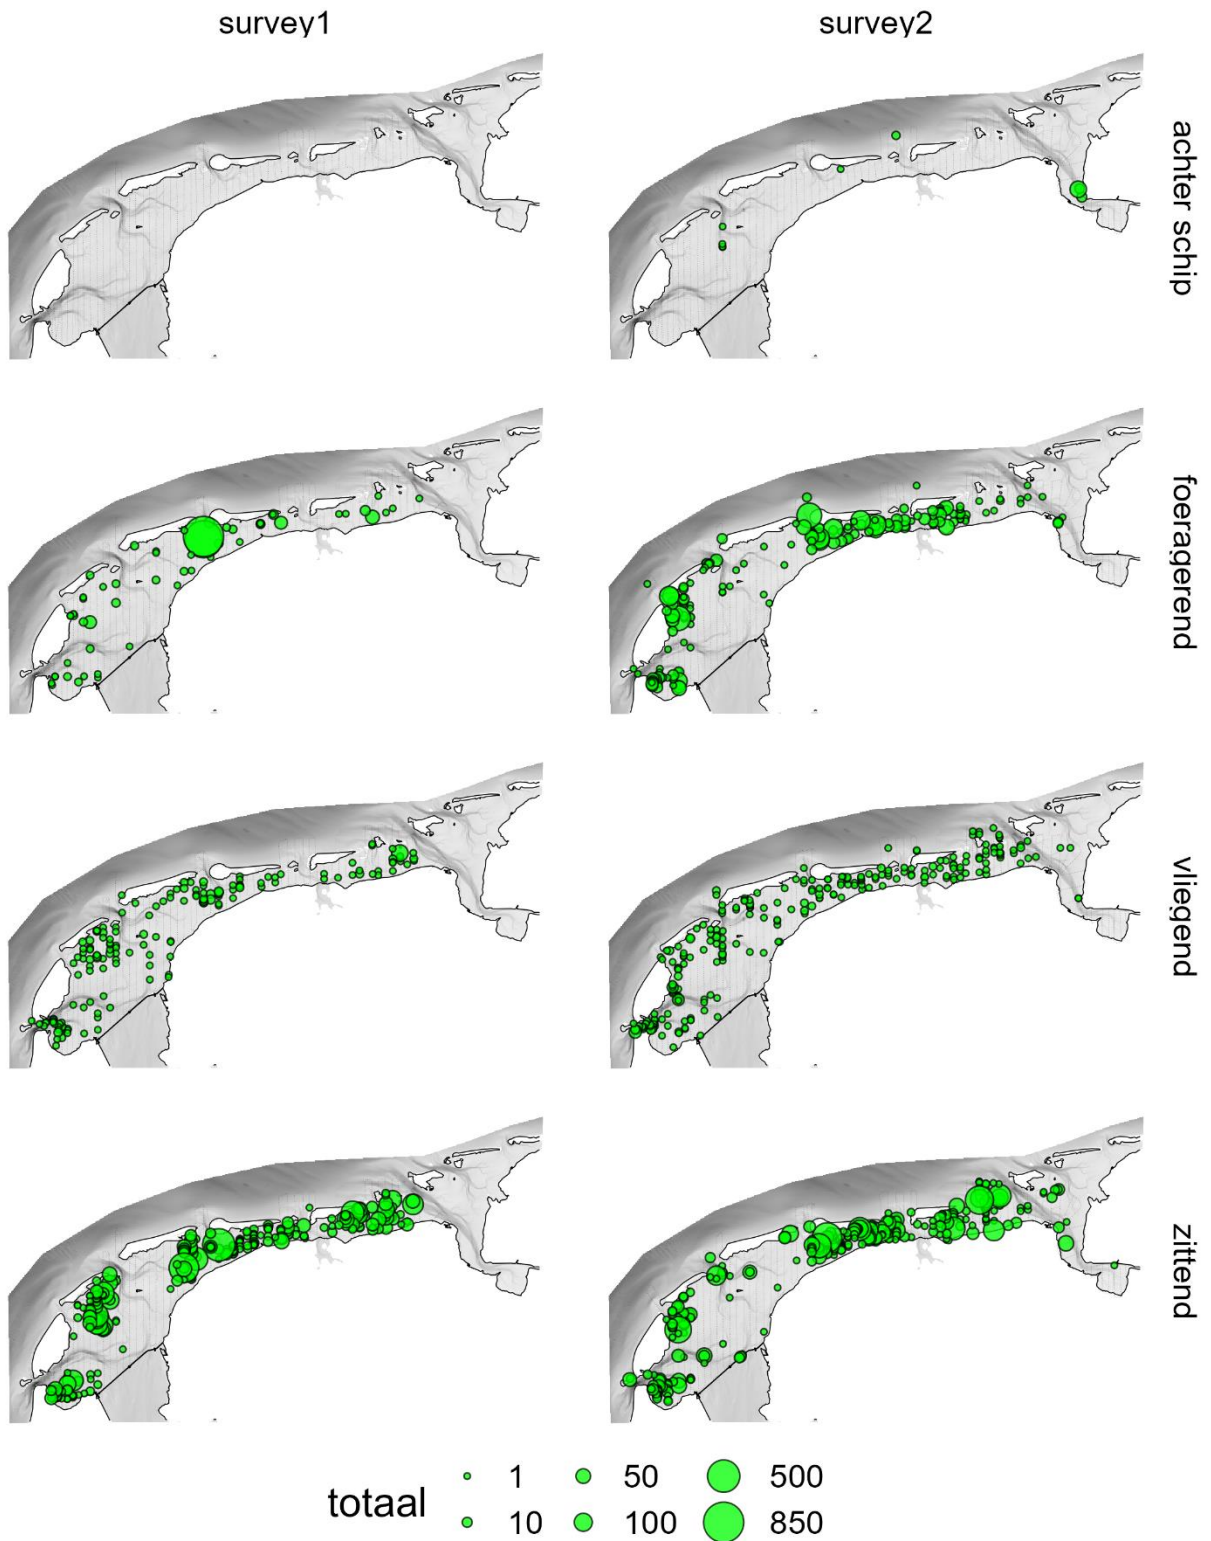 survey1
survey2
achter schip
foeragerend
vliegend
zittend
totaal
1 50 500
10 100 850